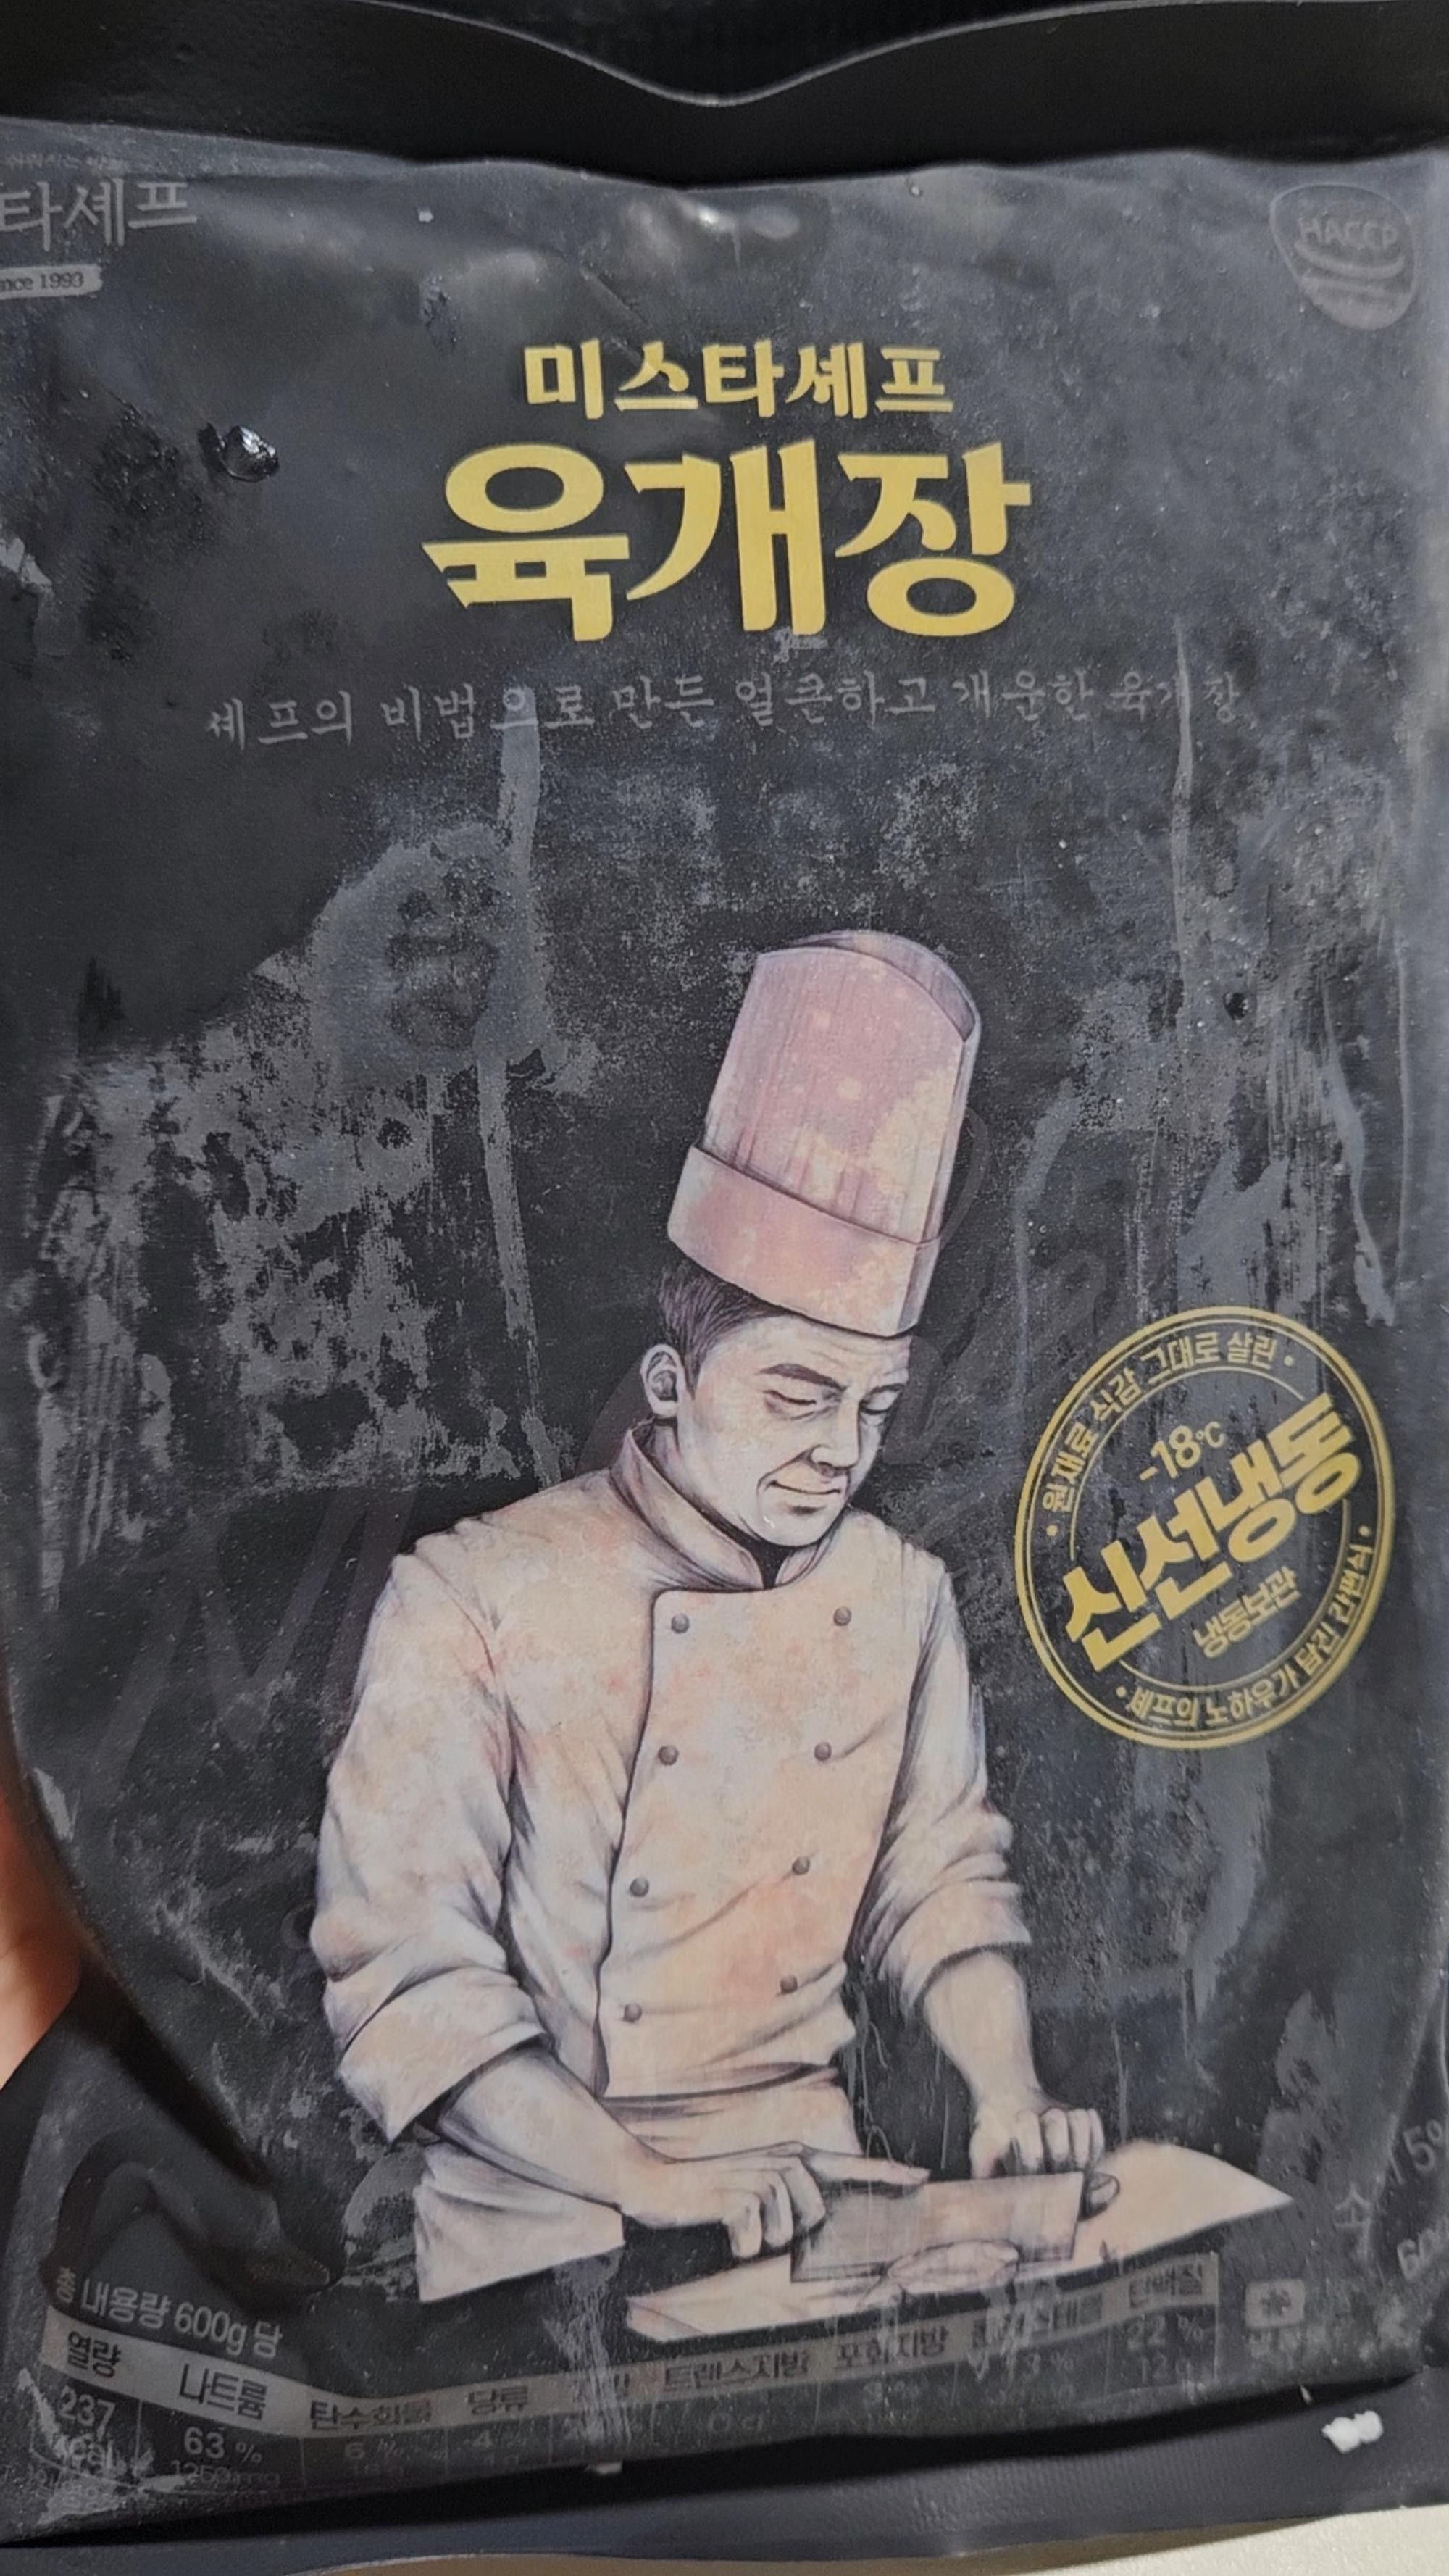 타셰프
HACCP
nce 1993
미스타셰프
육개장
셰프의 비법으로 만든 얼큰하고 개운한 육개장
· 원재료 식감 그대로 살린 ·
-18℃
신선냉동
냉동보관
· 셰프의 노하우가 담긴 간편식 ·
총 내용량 600g 당
열량 나트륨 탄수화물 당류 트랜스지방 포화지방 단백질
237 63 % 6 4 22 %
kcal 1250mg